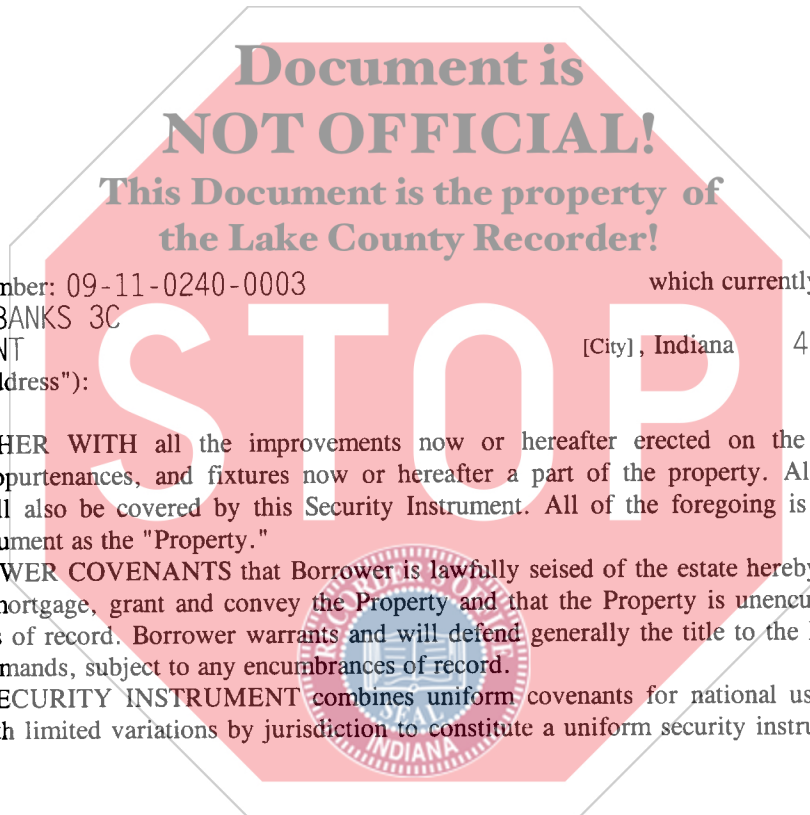 Document is
NOT OFFICIAL!
This Document is the property of
the Lake County Recorder!
mber: 09-11-0240-0003 which currently
BANKS 3C
NT [City] , Indiana 4
ddress"):
STOP
HER WITH all the improvements now or hereafter erected on the
ppurtenances, and fixtures now or hereafter a part of the property. Al
ll also be covered by this Security Instrument. All of the foregoing is
ument as the "Property."
WER COVENANTS that Borrower is lawfully seised of the estate hereby
mortgage, grant and convey the Property and that the Property is unencu
s of record. Borrower warrants and will defend generally the title to the
mands, subject to any encumbrances of record.
ECURITY INSTRUMENT combines uniform covenants for national us
th limited variations by jurisdiction to constitute a uniform security instru
RECORDER'S OFFICE
SEAL
INDIANA